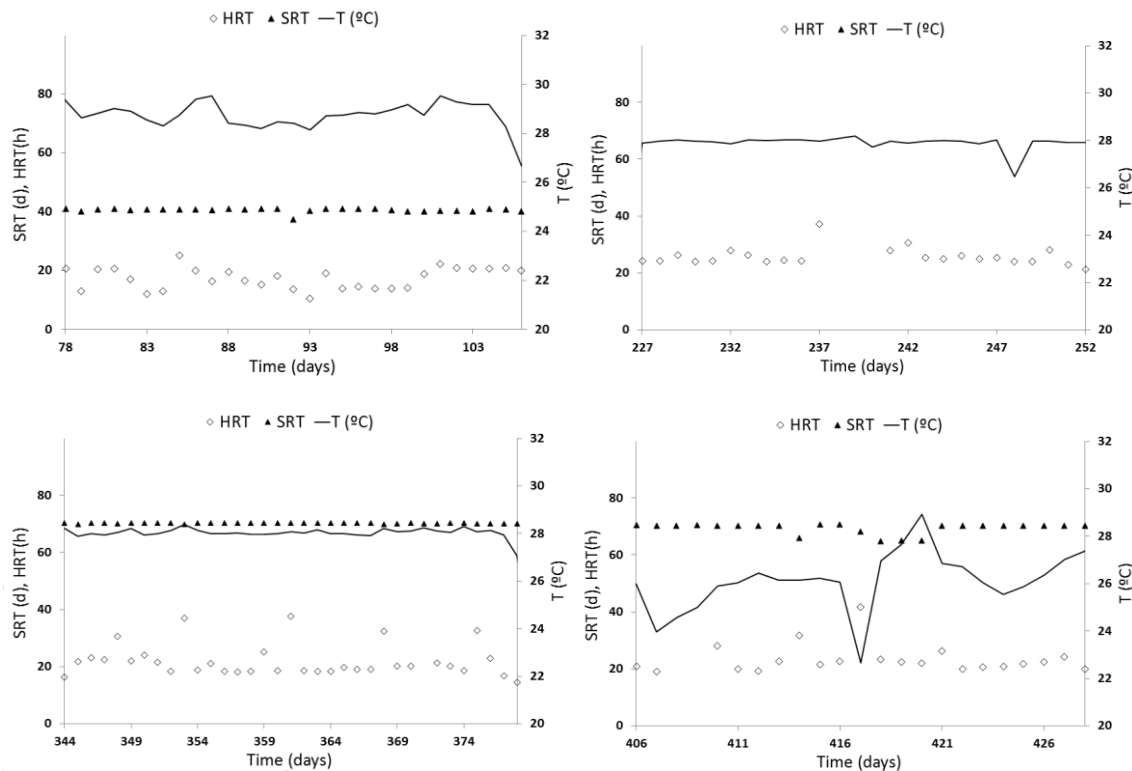 ◇ HRT ▲ SRT —T (ºC)
32
30
28
26
24
22
20
T (ºC)
80
60
40
20
0
SRT (d), HRT(h)
78 83 88 93 98 103
Time (days)
◇ HRT ▲ SRT —T (ºC)
32
30
28
26
24
22
20
T (ºC)
80
60
40
20
0
SRT (d), HRT(h)
227 232 237 242 247 252
Time (days)
◇ HRT ▲ SRT —T (ºC)
32
30
28
26
24
22
20
T (ºC)
80
60
40
20
0
SRT (d), HRT(h)
344 349 354 359 364 369 374
Time (days)
◇ HRT ▲ SRT —T (ºC)
32
30
28
26
24
22
20
T (ºC)
80
60
40
20
0
SRT (d), HRT(h)
406 411 416 421 426
Time (days)